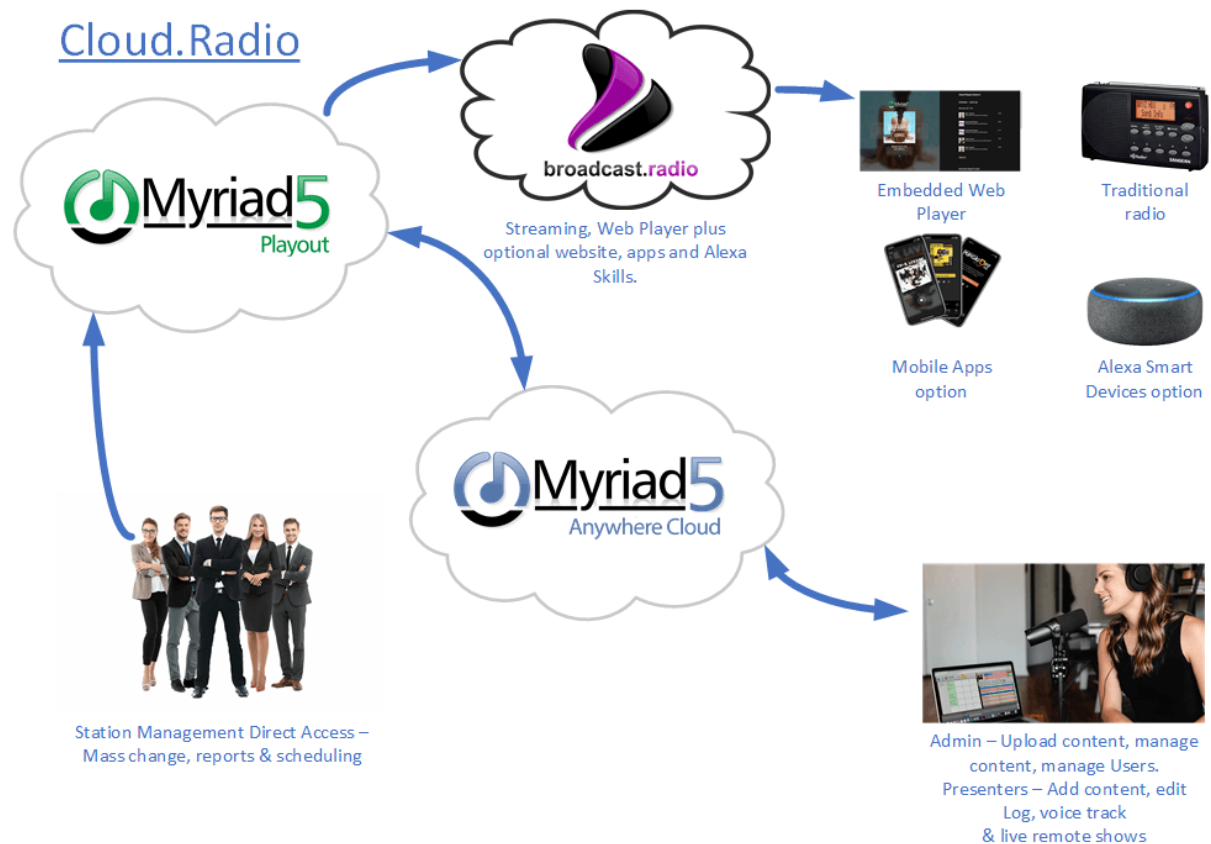 Cloud.Radio
Myriad5
Playout
broadcast.radio
Streaming, Web Player plus
optional website, apps and Alexa
Skills.
Embedded Web
Player
Traditional
radio
SANGEAN
Mobile Apps
option
Alexa Smart
Devices option
Myriad5
Anywhere Cloud
Station Management Direct Access –
Mass change, reports & scheduling
Admin – Upload content, manage
content, manage Users.
Presenters – Add content, edit
Log, voice track
& live remote shows